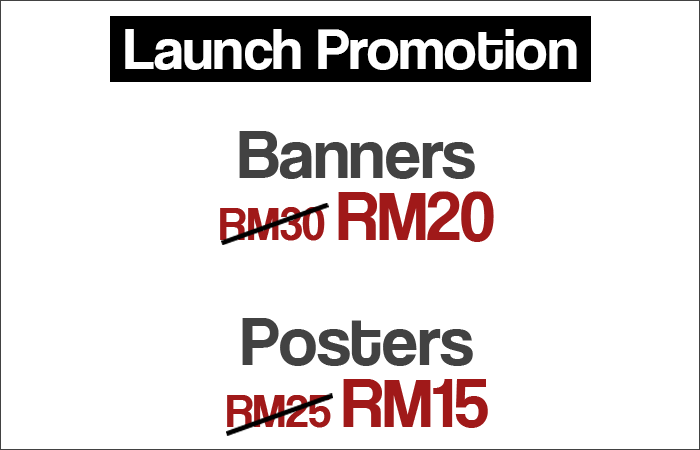 Launch Promotion
Banners
RM30 RM20
Posters
RM25 RM15